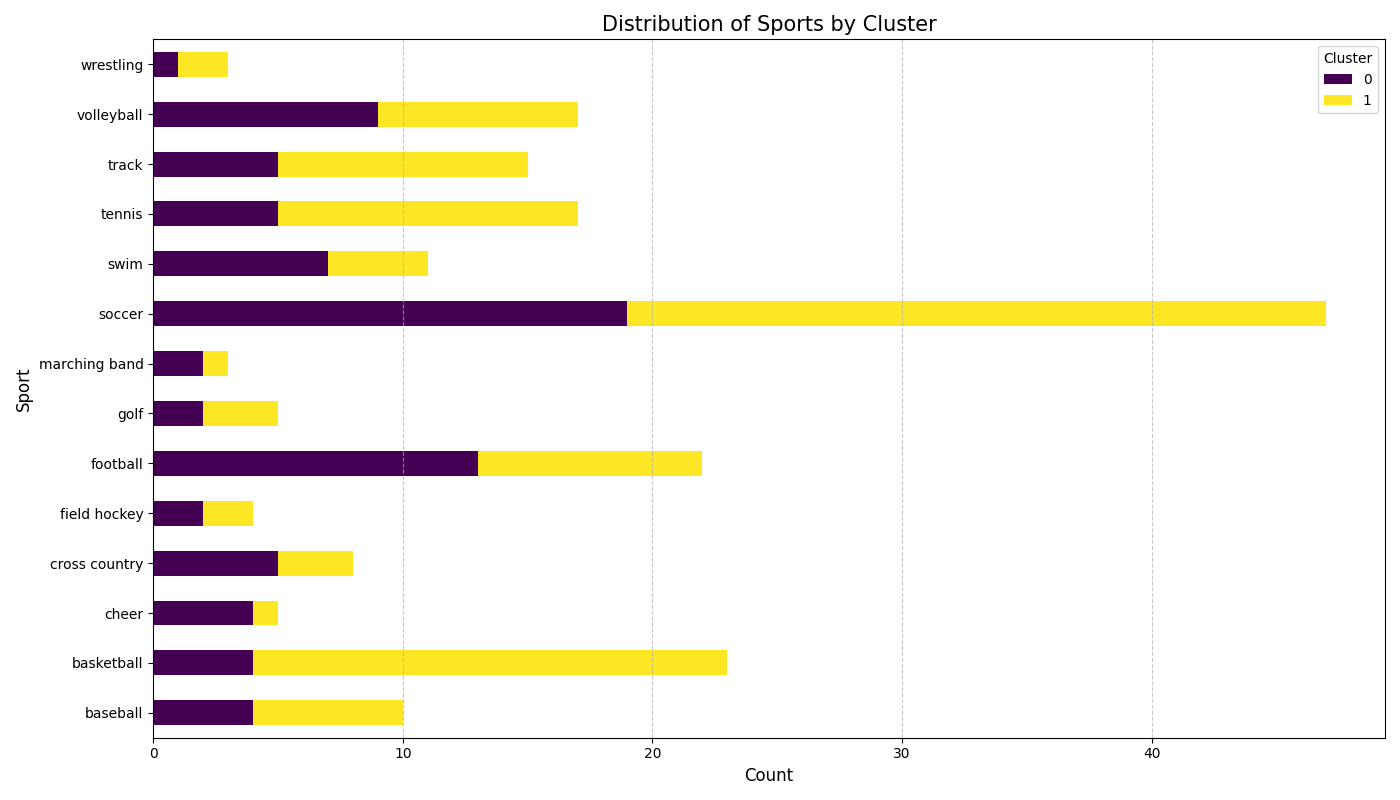 Distribution of Sports by Cluster
Cluster
0
1
wrestling
volleyball
track
tennis
swim
soccer
marching band
golf
football
field hockey
cross country
cheer
basketball
baseball
Sport
0 10 20 30 40
Count